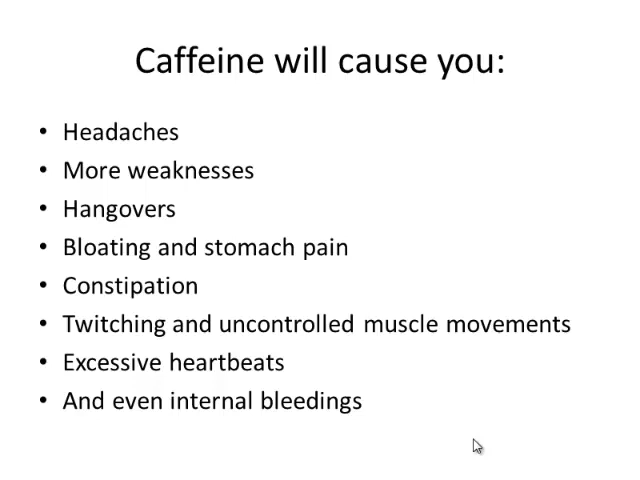 Caffeine will cause you:
• Headaches
• More weaknesses
• Hangovers
• Bloating and stomach pain
• Constipation
• Twitching and uncontrolled muscle movements
• Excessive heartbeats
• And even internal bleedings